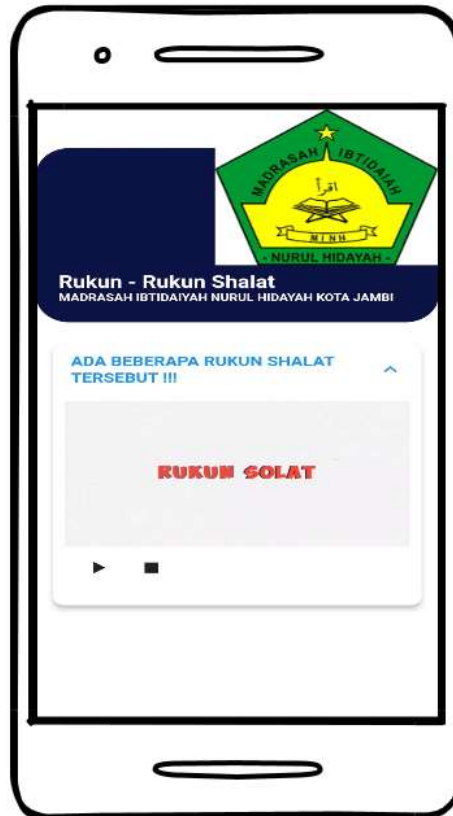 MADRASAH IBTIDAIAH
اقرأ
MINH
- NURUL HIDAYAH -
Rukun - Rukun Shalat
MADRASAH IBTIDAIYAH NURUL HIDAYAH KOTA JAMBI
ADA BEBERAPA RUKUN SHALAT
TERSEBUT !!!
RUKUN SOLAT